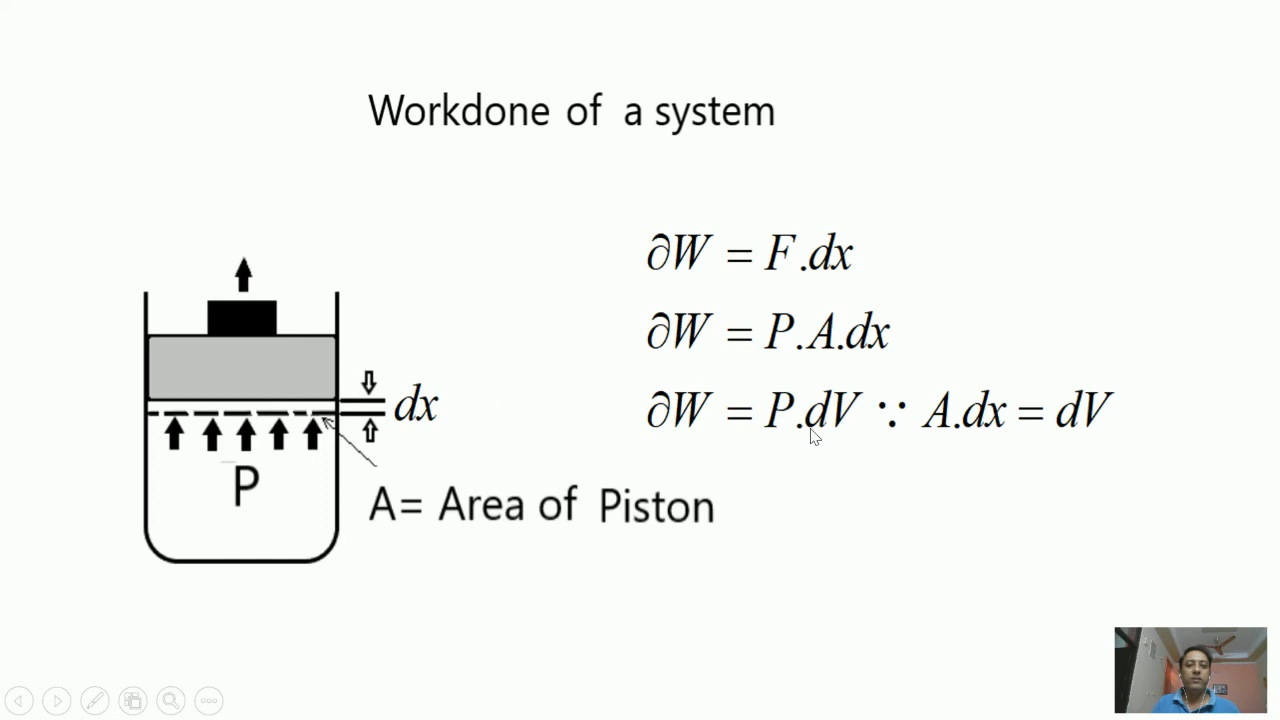 Workdone of a system
∂W = F.dx
∂W = P.A.dx
∂W = P.dV ∵ A.dx = dV
dx
P
A= Area of Piston